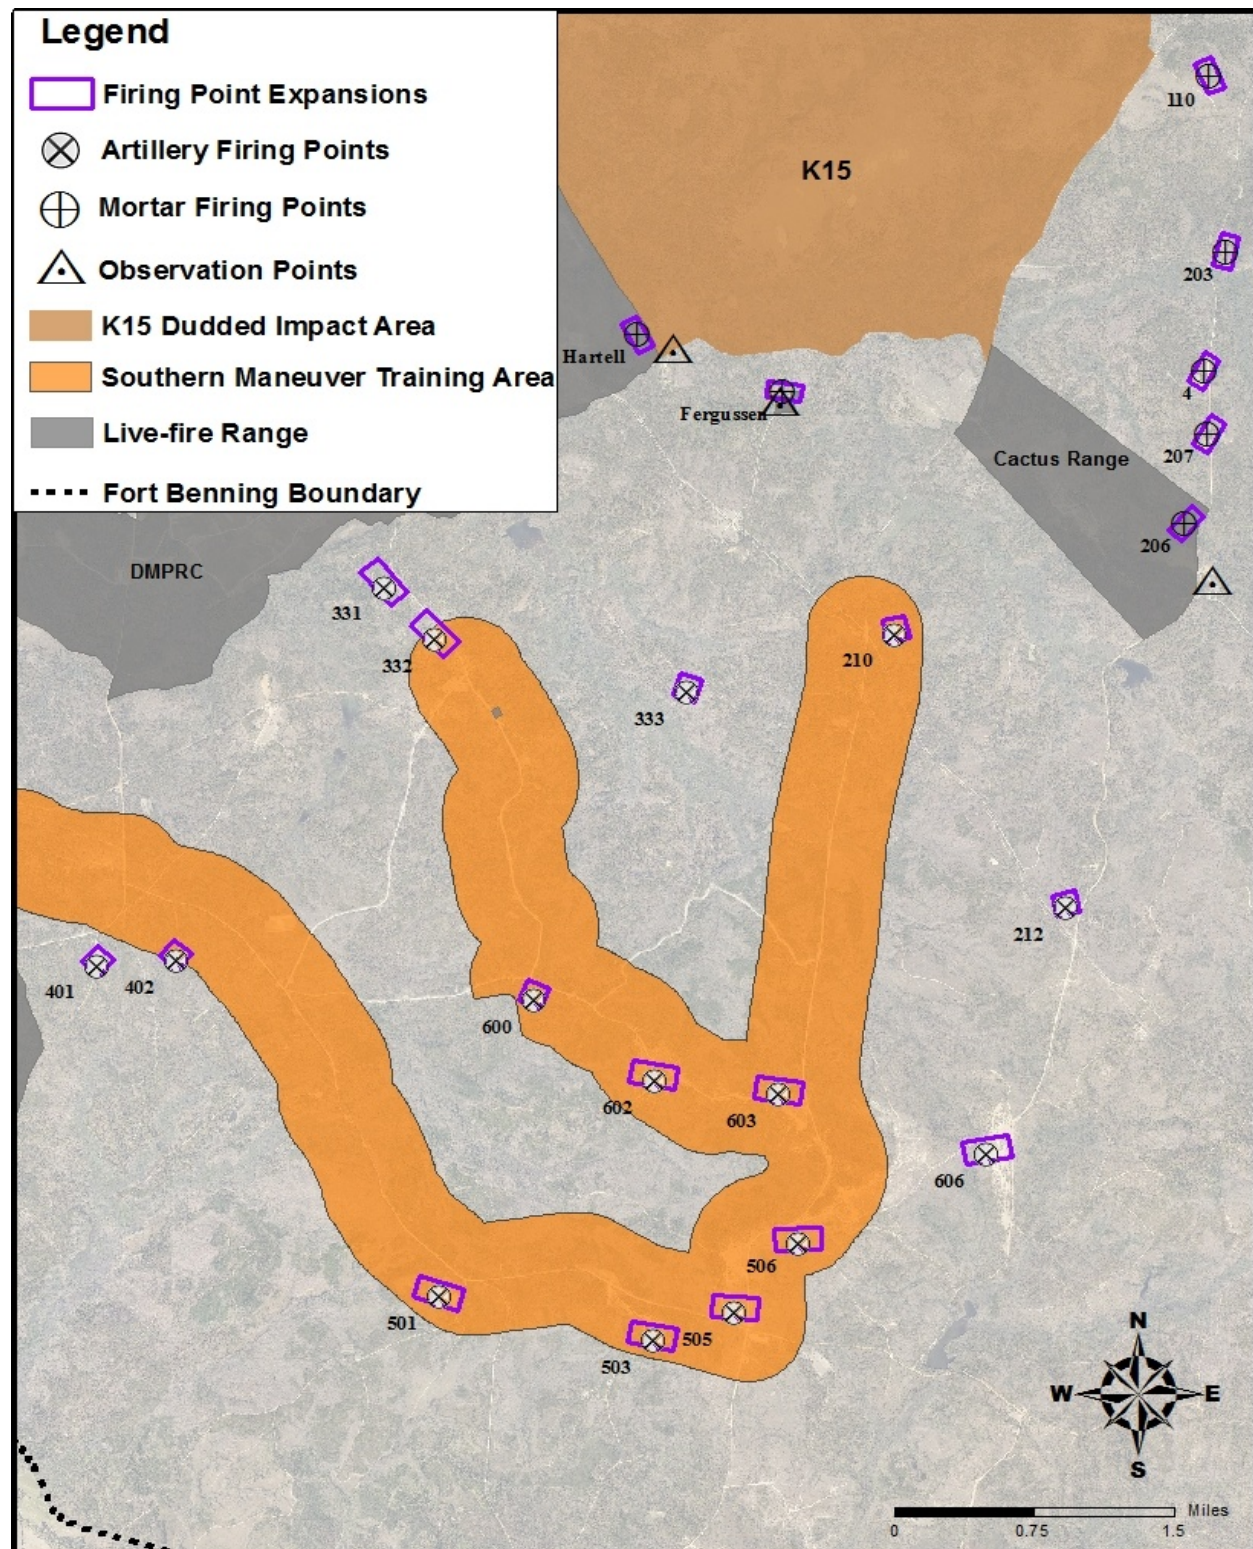 Legend
Firing Point Expansions
Artillery Firing Points
Mortar Firing Points
Observation Points
K15 Dudded Impact Area
Southern Maneuver Training Area
Live-fire Range
Fort Benning Boundary
110
K15
203
Hartell
4
Fergussen
207
Cactus Range
206
DMPRC
331
332
210
333
212
401
402
600
602
603
606
506
501
505
503
N
W
E
S
Miles
0
0.75
1.5